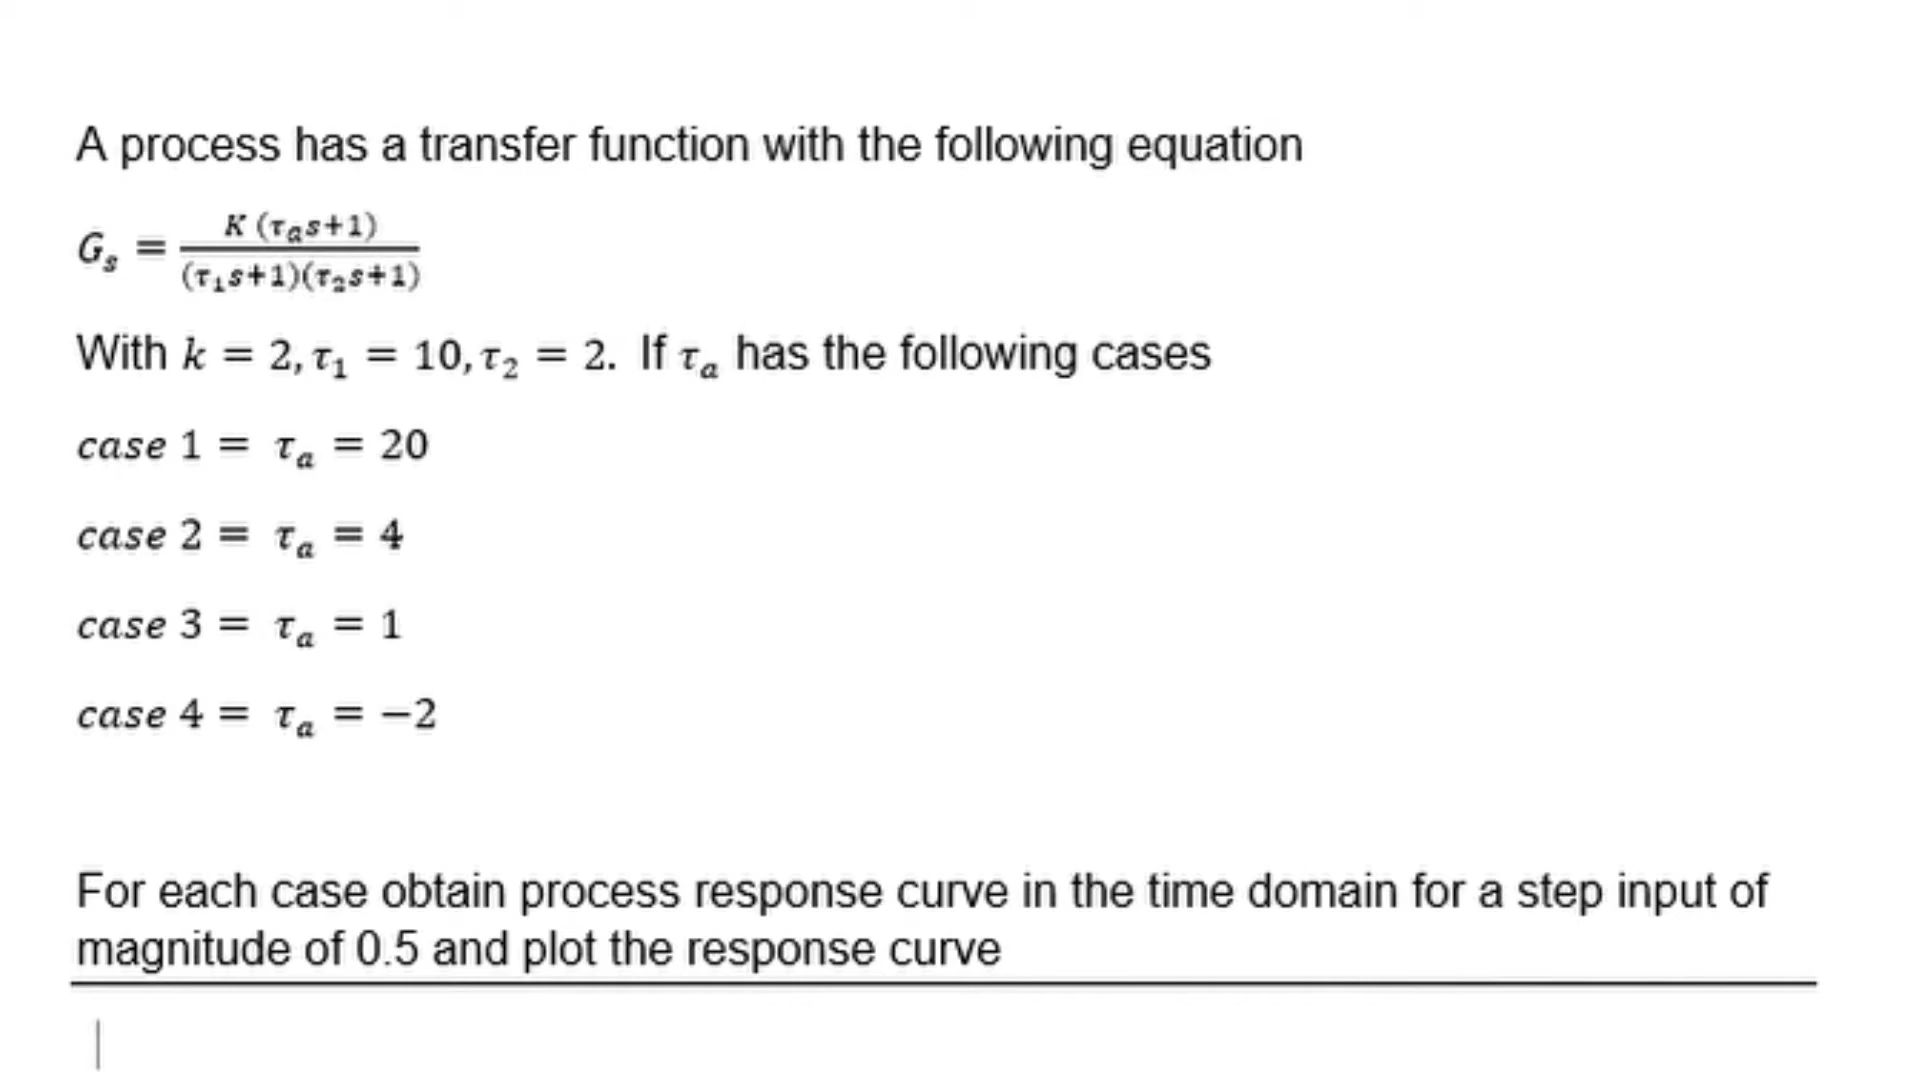 A process has a transfer function with the following equation
G_s = K (τ_a s+1) / (τ_1 s+1)(τ_2 s+1)
With k = 2, τ_1 = 10, τ_2 = 2. If τ_a has the following cases
case 1 = τ_a = 20
case 2 = τ_a = 4
case 3 = τ_a = 1
case 4 = τ_a = −2
For each case obtain process response curve in the time domain for a step input of
magnitude of 0.5 and plot the response curve